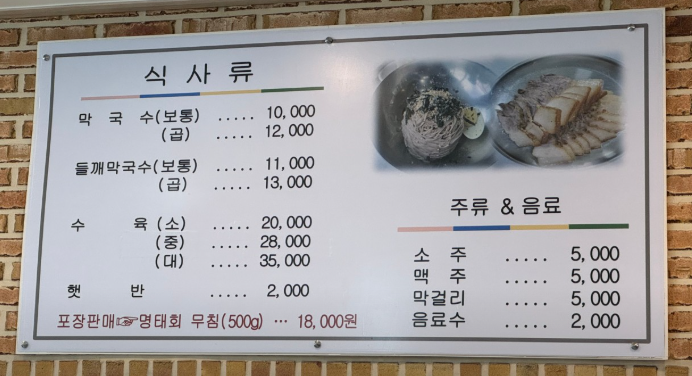 식 사 류
막 국 수(보통) ..... 10,000
(곱) ..... 12,000
들깨막국수(보통) ..... 11,000
(곱) ..... 13,000
수 육 (소) ..... 20,000
(중) ..... 28,000
(대) ..... 35,000
햇 반 ..... 2,000
포장판매☞명태회 무침(500g) … 18,000원
주류 & 음료
소 주 ..... 5,000
맥 주 ..... 5,000
막걸리 ..... 5,000
음료수 ..... 2,000